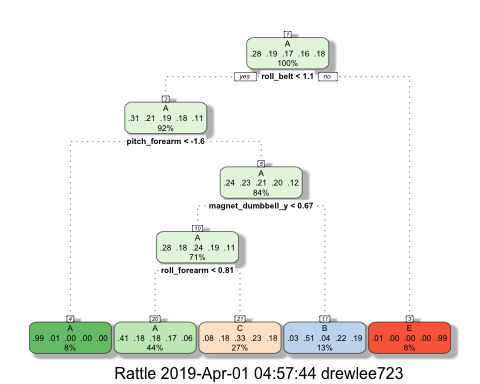 1
A
.28 .19 .17 .16 .18
100%
yes roll_belt < 1.1 no
2
A
.31 .21 .19 .18 .11
92%
pitch_forearm < -1.6
5
A
.24 .23 .21 .20 .12
84%
magnet_dumbbell_y < 0.67
10
A
.28 .18 .24 .19 .11
71%
roll_forearm < 0.81
4
A
.99 .01 .00 .00 .00
8%
20
A
.41 .18 .18 .17 .06
44%
21
C
.08 .18 .33 .23 .18
27%
11
B
.03 .51 .04 .22 .19
13%
3
E
.01 .00 .00 .00 .99
8%
Rattle 2019-Apr-01 04:57:44 drewlee723